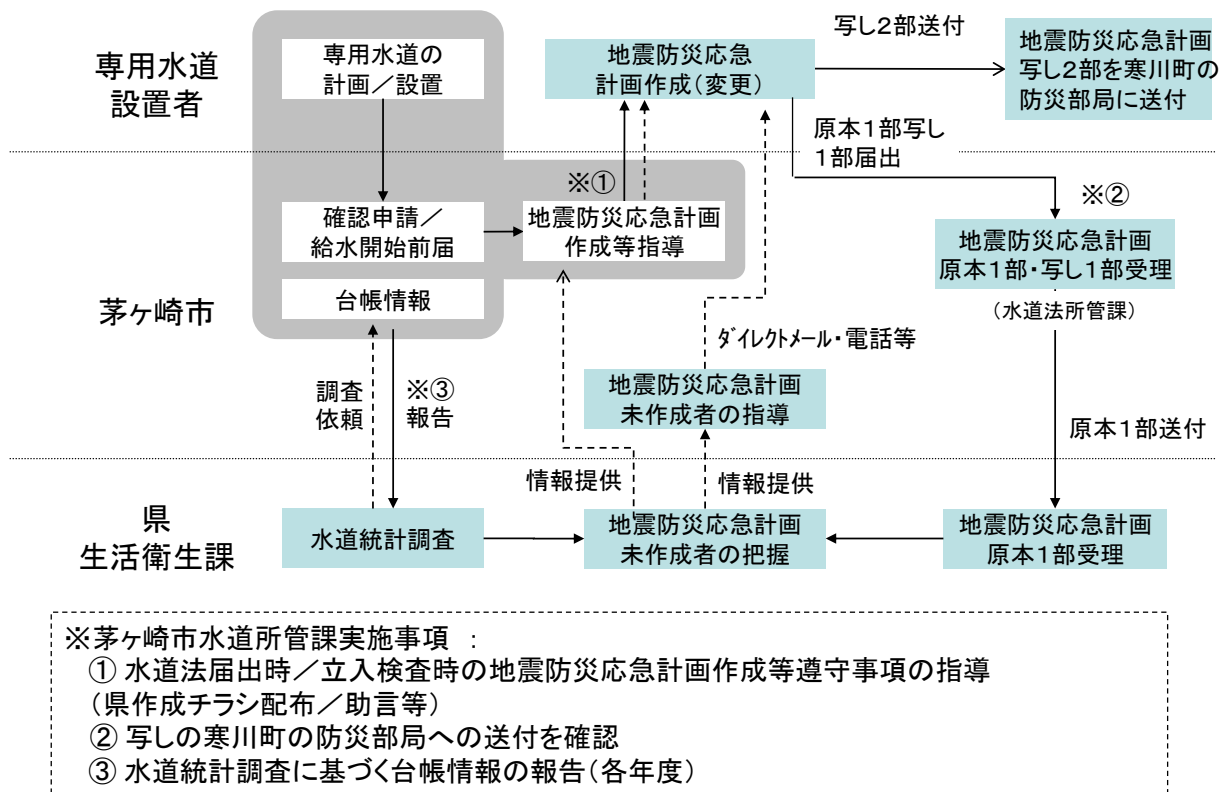 専用水道
設置者
専用水道の
計画／設置
地震防災応急
計画作成（変更）
写し２部送付
地震防災応急計画
写し２部を寒川町の
防災部局に送付
原本１部写し
１部届出
茅ヶ崎市
確認申請／
給水開始前届
※①
地震防災応急計画
作成等指導
※②
地震防災応急計画
原本１部・写し１部受理
（水道法所管課）
台帳情報
調査
依頼
※③
報告
ﾀﾞｲﾚｸﾄﾒｰﾙ・電話等
地震防災応急計画
未作成者の指導
原本１部送付
情報提供
情報提供
県
生活衛生課
水道統計調査
地震防災応急計画
未作成者の把握
地震防災応急計画
原本１部受理
※茅ヶ崎市水道所管課実施事項　：
① 水道法届出時／立入検査時の地震防災応急計画作成等遵守事項の指導
（県作成チラシ配布／助言等）
② 写しの寒川町の防災部局への送付を確認
③ 水道統計調査に基づく台帳情報の報告（各年度）